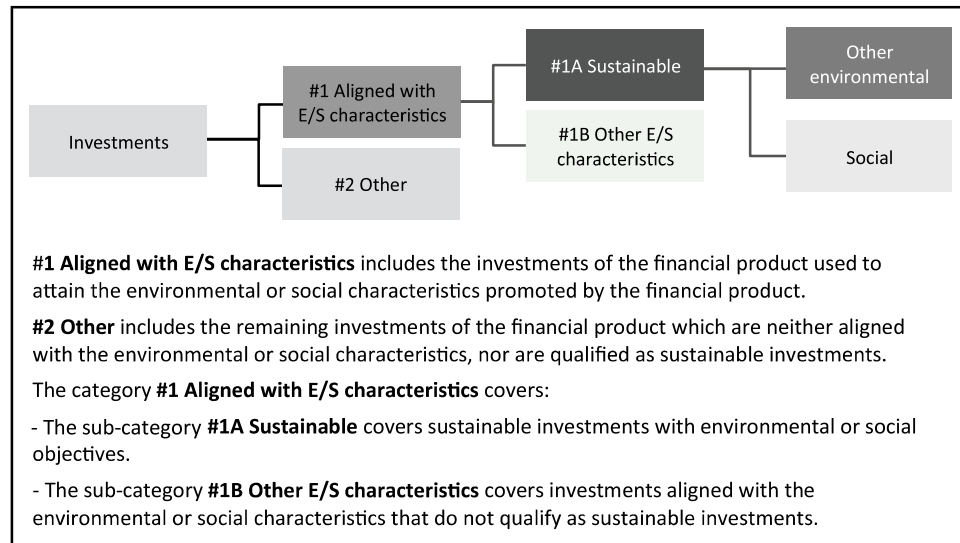 Investments
#1 Aligned with
E/S characteristics
#2 Other
#1A Sustainable
#1B Other E/S
characteristics
Other
environmental
Social
#1 Aligned with E/S characteristics includes the investments of the financial product used to
attain the environmental or social characteristics promoted by the financial product.
#2 Other includes the remaining investments of the financial product which are neither aligned
with the environmental or social characteristics, nor are qualified as sustainable investments.
The category #1 Aligned with E/S characteristics covers:
- The sub-category #1A Sustainable covers sustainable investments with environmental or social
objectives.
- The sub-category #1B Other E/S characteristics covers investments aligned with the
environmental or social characteristics that do not qualify as sustainable investments.